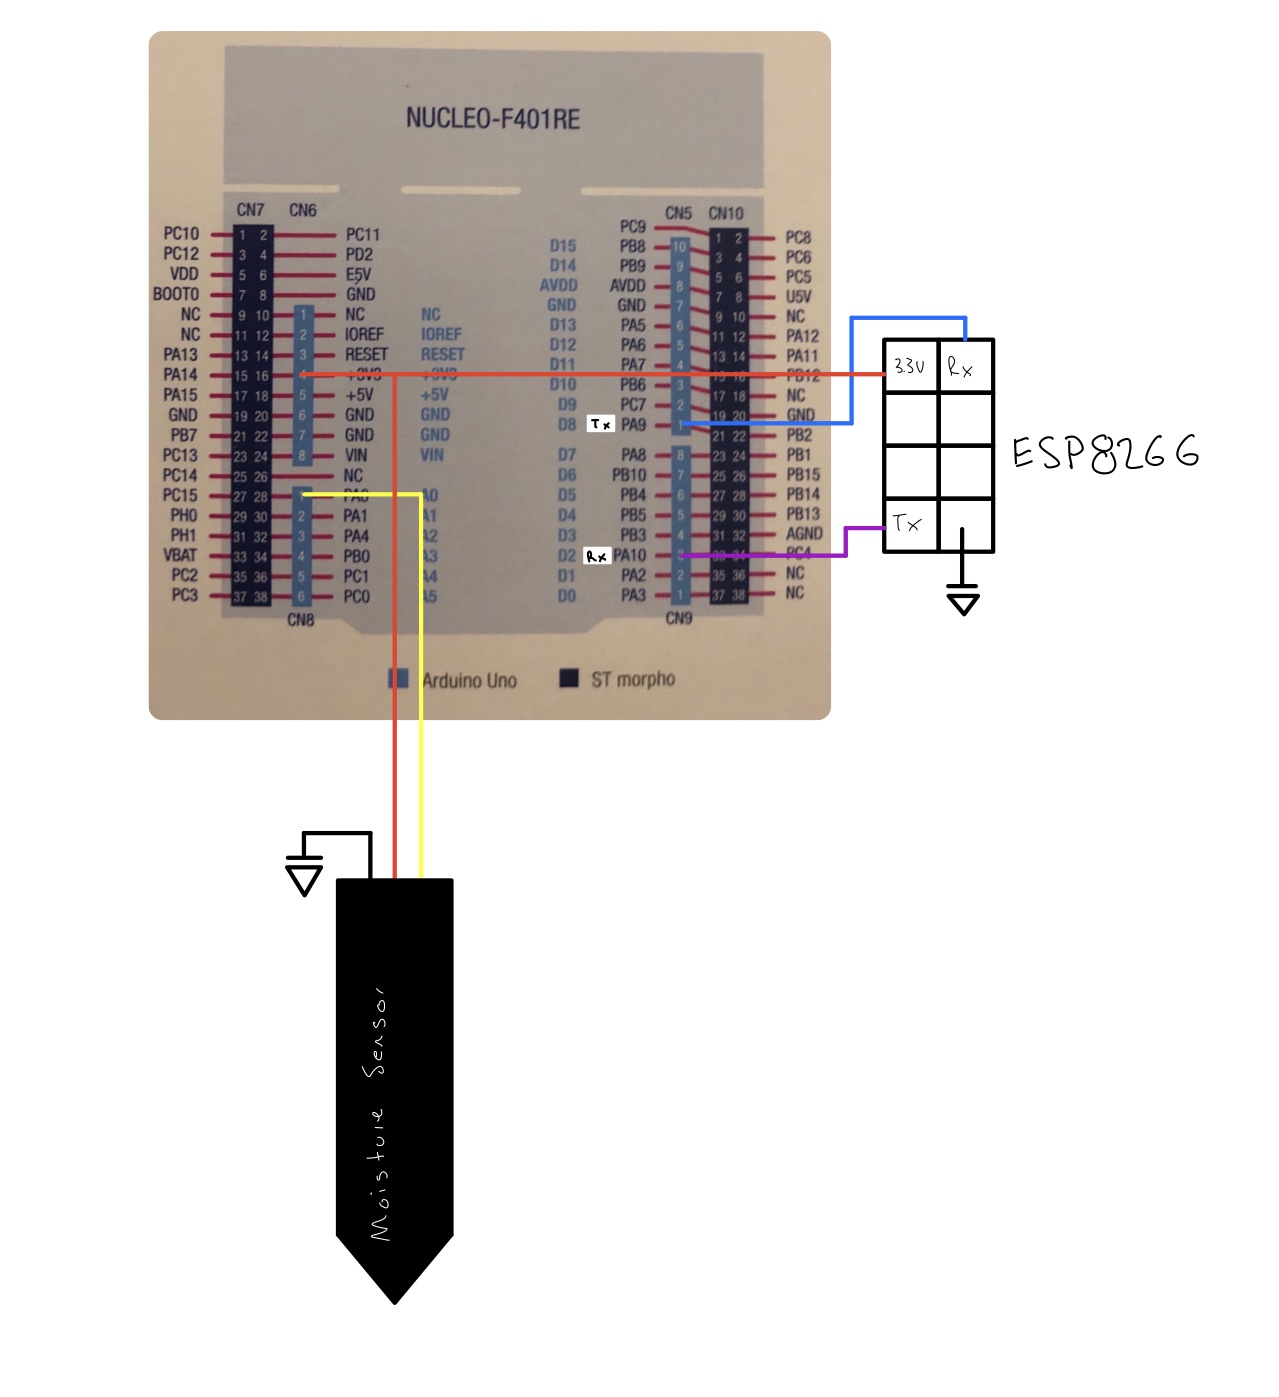 NUCLEO-F401RE
CN7 CN6 CN5 CN10
PC9
PC10 1 2 PC11 1 2 PC8
D15 PB8 10
PC12 3 4 PD2 3 4 PC6
D14 PB9 9
VDD 5 6 E5V 5 6 PC5
AVDD AVDD 8
BOOT0 7 8 GND 7 8 U5V
GND GND 7
NC 9 10 1 NC NC 9 10 NC
D13 PA5 6
NC 11 12 2 IOREF IOREF 11 12 PA12
D12 PA6 5
PA13 13 14 3 RESET RESET 13 14 PA11
D11 PA7 4
PA14 15 16 4 +3V3 +3V3 15 16 PB12 3.3V Rx
D10 PB6 3
PA15 17 18 5 +5V +5V 17 18 NC
D9 PC7 2
GND 19 20 6 GND GND 19 20 GND
D8 Tx PA9 1
PB7 21 22 7 GND GND 21 22 PB2
PC13 23 24 8 VIN VIN D7 PA8 8 23 24 PB1 ESP8266
PC14 25 26 NC D6 PB10 7 25 26 PB15
PC15 27 28 1 PA0 A0 D5 PB4 6 27 28 PB14
PH0 29 30 2 PA1 A1 D4 PB5 5 29 30 PB13 Tx
PH1 31 32 3 PA4 A2 D3 PB3 4 31 32 AGND
VBAT 33 34 4 PB0 A3 D2 Rx PA10 3 33 34 PC4
PC2 35 36 5 PC1 A4 D1 PA2 2 35 36 NC
PC3 37 38 6 PC0 A5 D0 PA3 1 37 38 NC
CN8 CN9
Arduino Uno ST morpho
Moisture Sensor